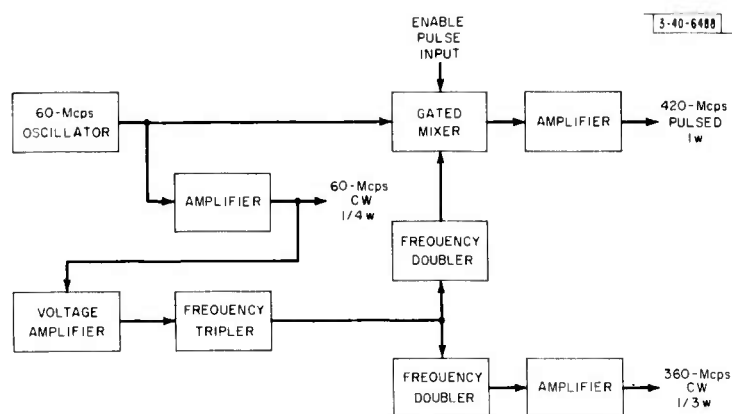 3-40-6488
ENABLE
PULSE
INPUT
60-Mcps
OSCILLATOR
GATED
MIXER
AMPLIFIER
420-Mcps
PULSED
1w
AMPLIFIER
60-Mcps
CW
1/4 w
FREQUENCY
DOUBLER
VOLTAGE
AMPLIFIER
FREQUENCY
TRIPLER
FREQUENCY
DOUBLER
AMPLIFIER
360-Mcps
CW
1/3 w